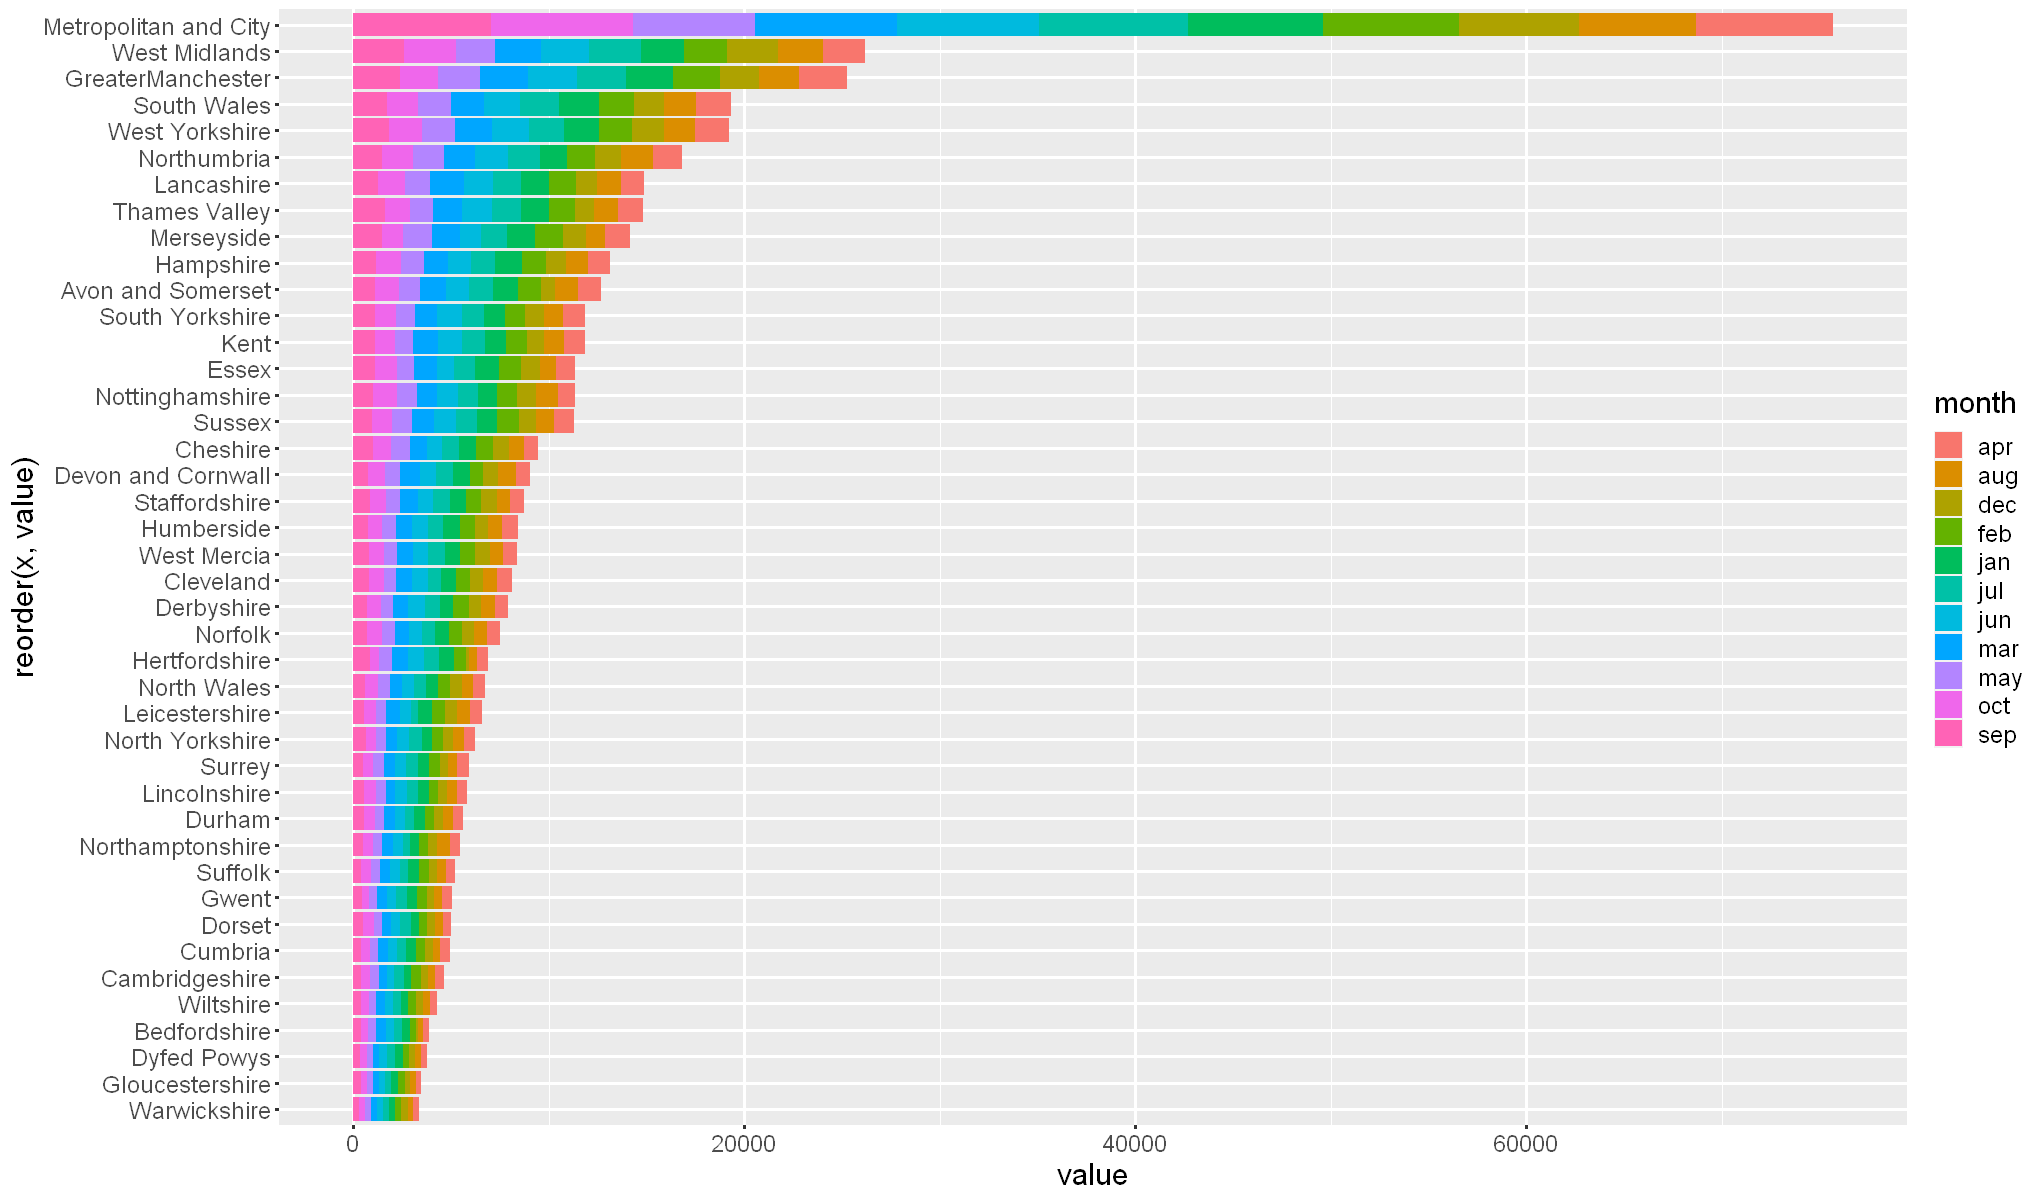 Metropolitan and City
West Midlands
GreaterManchester
South Wales
West Yorkshire
Northumbria
Lancashire
Thames Valley
Merseyside
Hampshire
Avon and Somerset
South Yorkshire
Kent
Essex
Nottinghamshire
Sussex
Cheshire
Devon and Cornwall
Staffordshire
Humberside
West Mercia
Cleveland
Derbyshire
Norfolk
Hertfordshire
North Wales
Leicestershire
North Yorkshire
Surrey
Lincolnshire
Durham
Northamptonshire
Suffolk
Gwent
Dorset
Cumbria
Cambridgeshire
Wiltshire
Bedfordshire
Dyfed Powys
Gloucestershire
Warwickshire
reorder(x, value)
0 20000 40000 60000
value
month
apr
aug
dec
feb
jan
jul
jun
mar
may
oct
sep